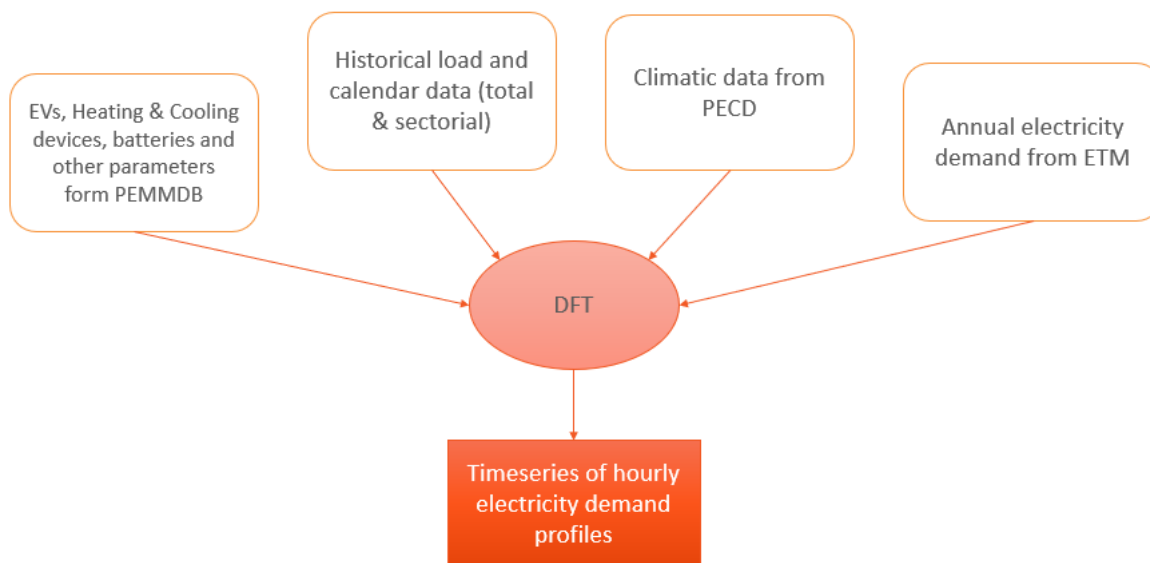 EVs, Heating & Cooling
devices, batteries and
other parameters
form PEMMDB
Historical load and
calendar data (total
& sectorial)
Climatic data from
PECD
Annual electricity
demand from ETM
DFT
Timeseries of hourly
electricity demand
profiles